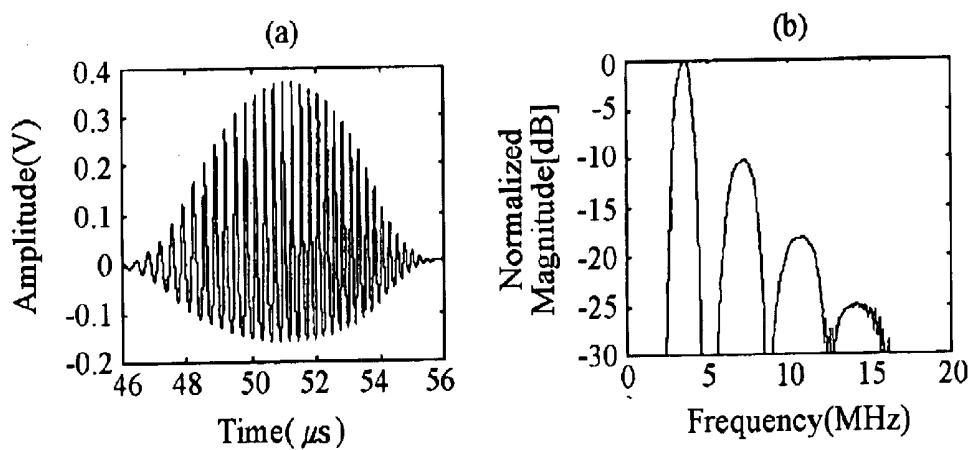 (a)
Amplitude(V)
0.4
0.3
0.2
0.1
0
-0.1
-0.2
46 48 50 52 54 56
Time( μs)
(b)
Normalized
Magnitude[dB]
0
-5
-10
-15
-20
-25
-30
0 5 10 15 20
Frequency(MHz)